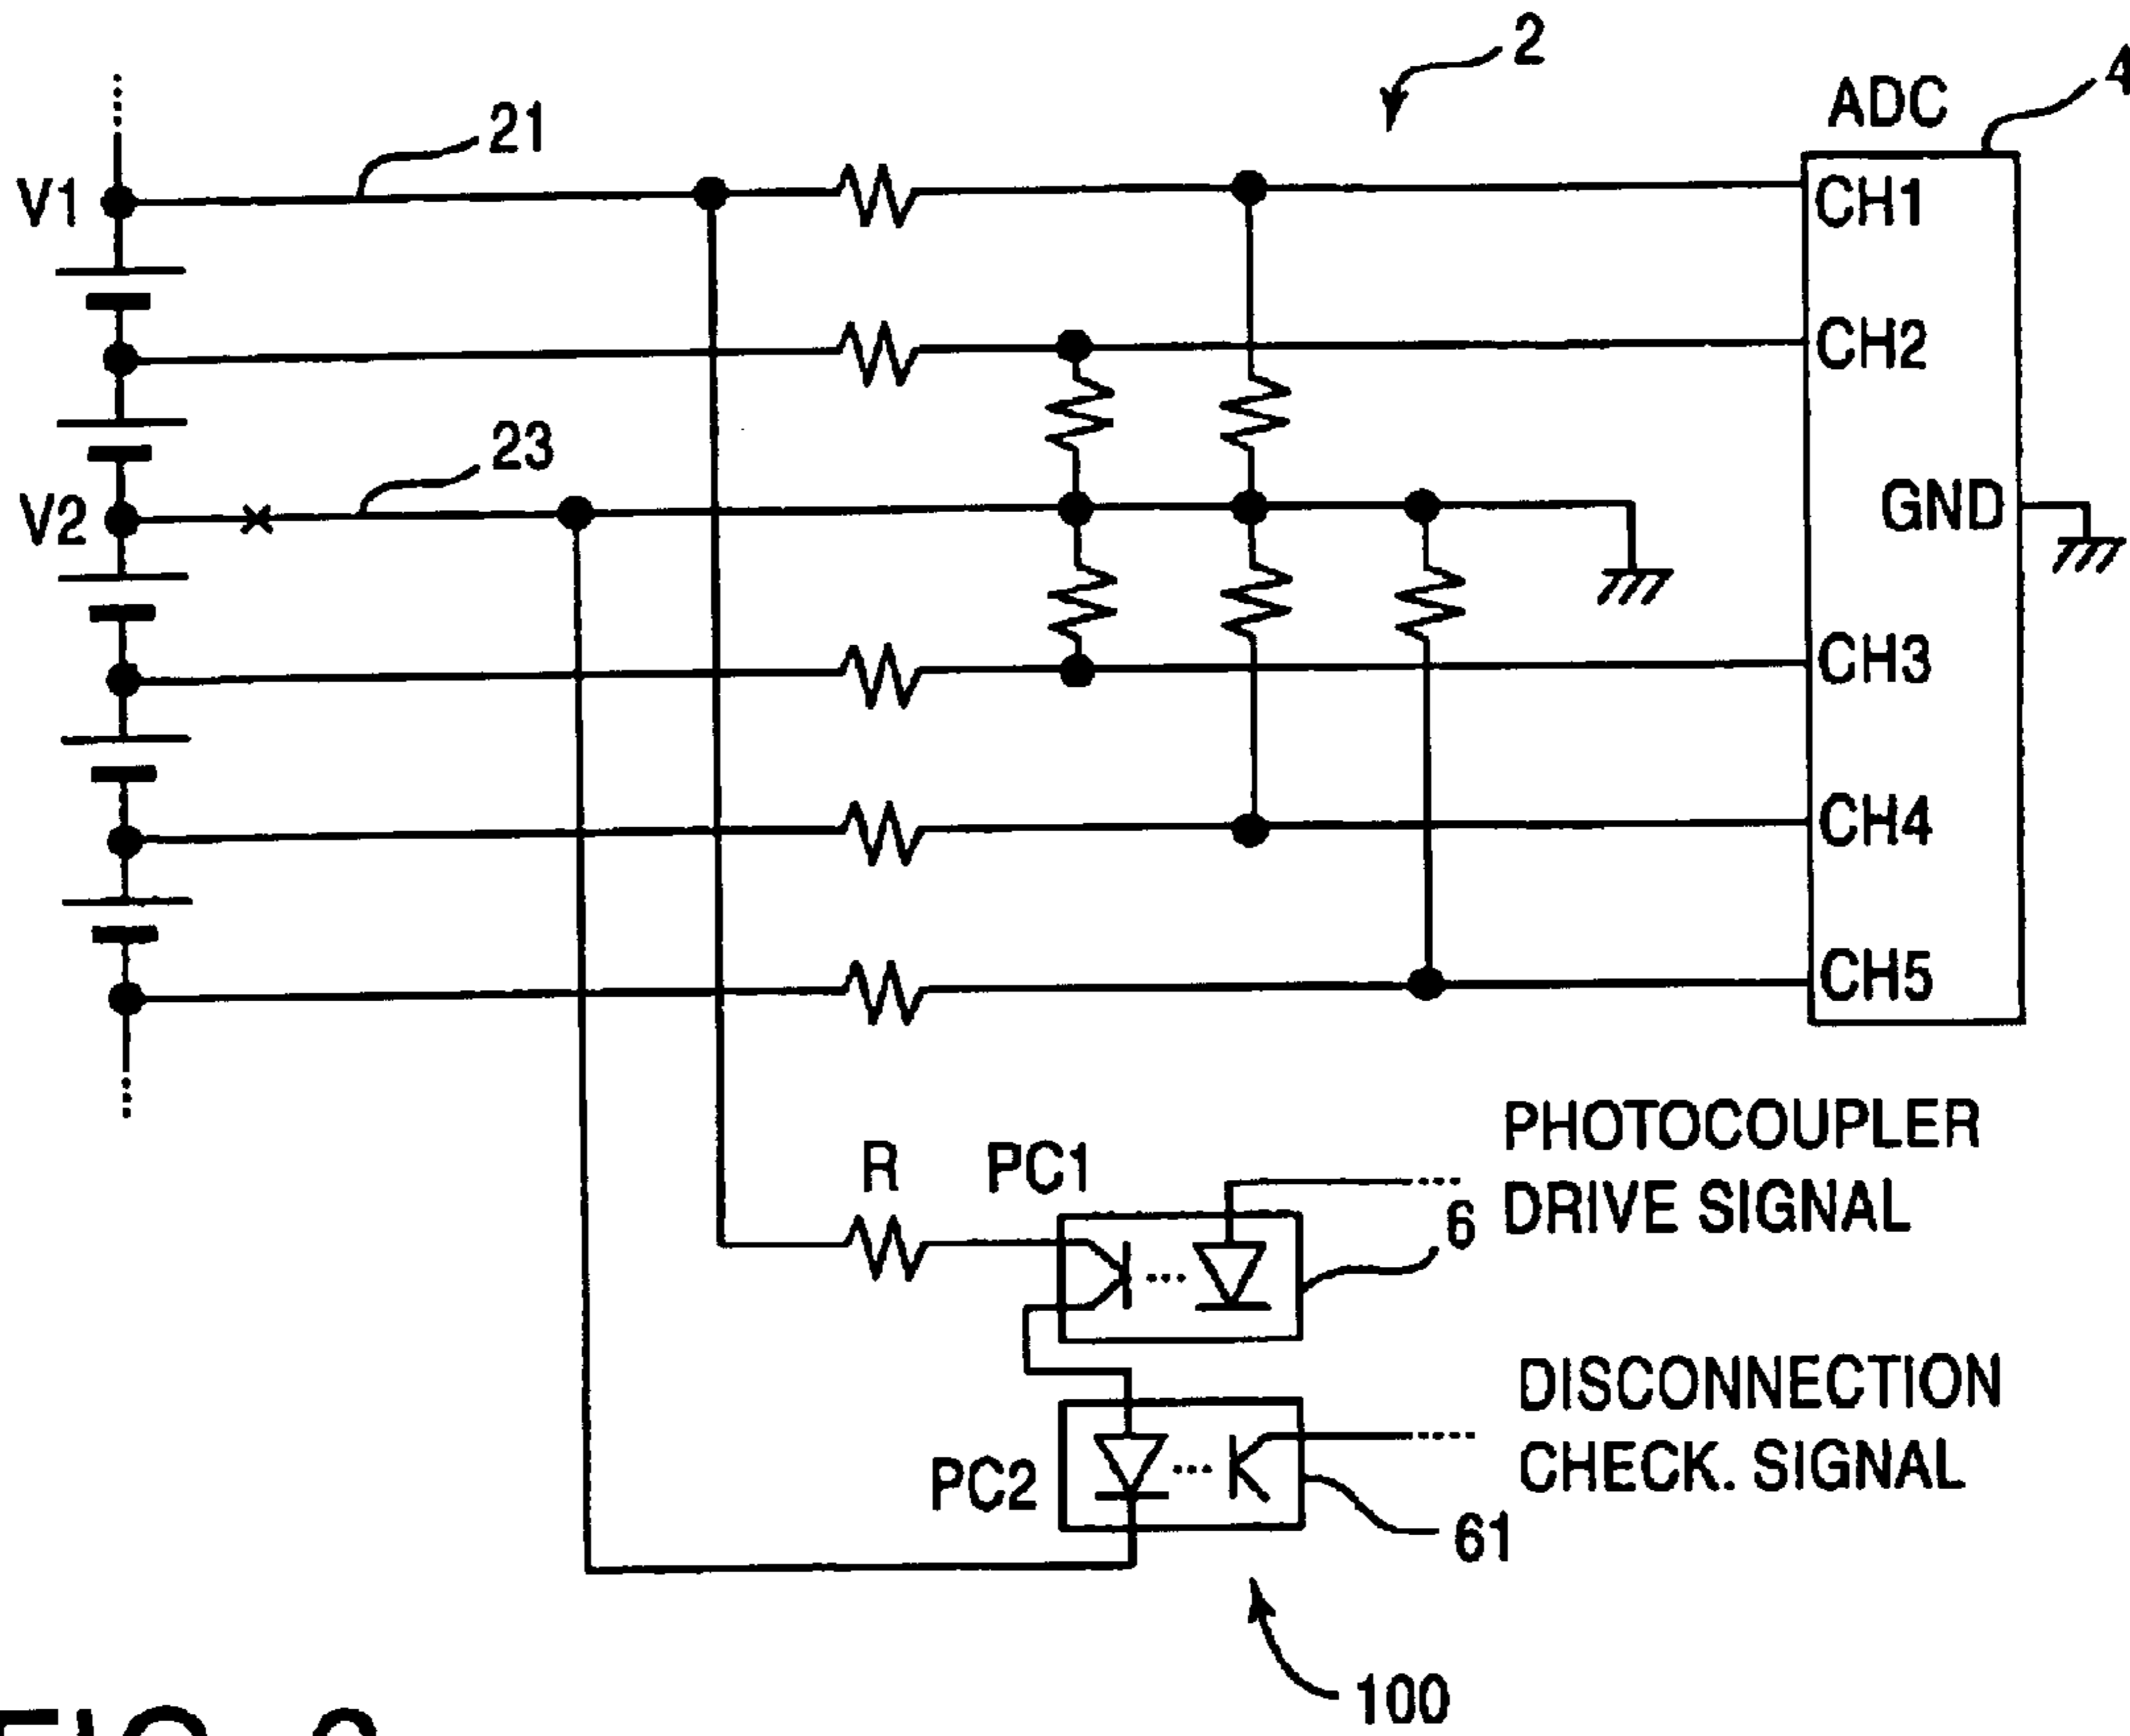 2
ADC
4
21
V1
CH1
CH2
23
V2
GND
CH3
CH4
CH5
PHOTOCOUPLER
DRIVE SIGNAL
R
PC1
6
DISCONNECTION
CHECK. SIGNAL
PC2
61
100